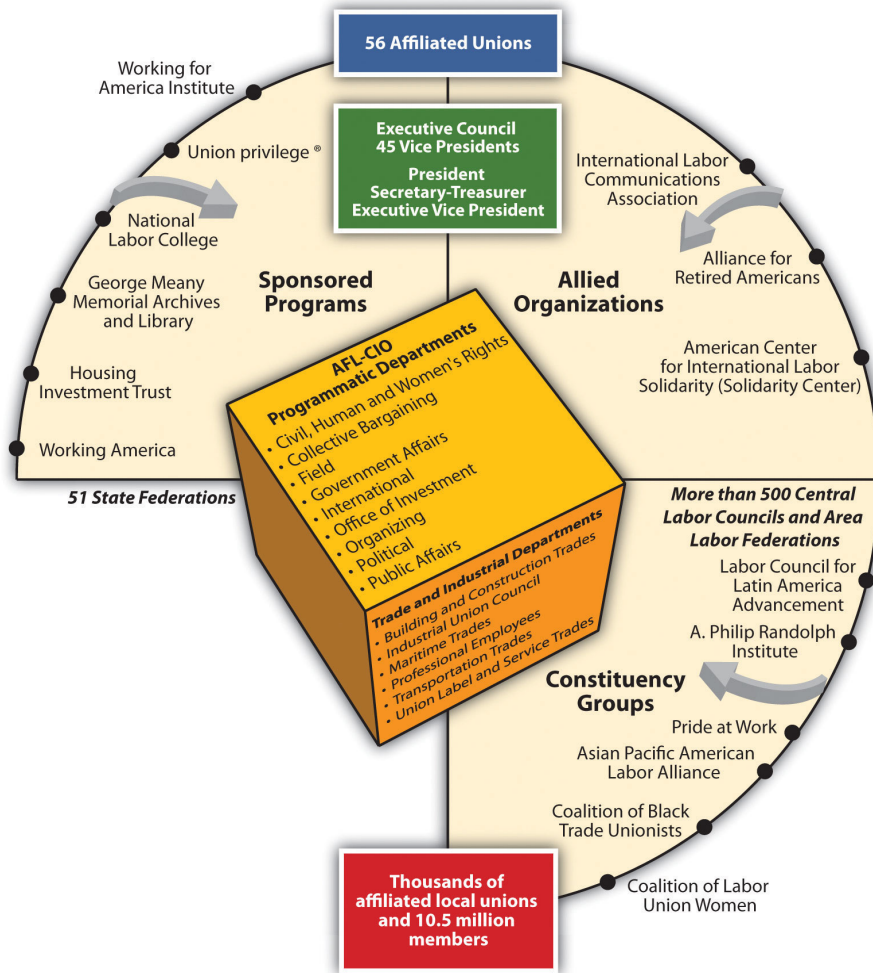 56 Affiliated Unions
Executive Council
45 Vice Presidents
President
Secretary-Treasurer
Executive Vice President
Working for
America Institute
Union privilege ®
National
Labor College
George Meany
Memorial Archives
and Library
Housing
Investment Trust
Working America
Sponsored
Programs
51 State Federations
Allied
Organizations
International Labor
Communications
Association
Alliance for
Retired Americans
American Center
for International Labor
Solidarity (Solidarity Center)
AFL-CIO
Programmatic Departments
• Civil, Human and Women's Rights
• Collective Bargaining
• Field
• Government Affairs
• International
• Office of Investment
• Organizing
• Political
• Public Affairs
Trade and Industrial Departments
• Building and Construction Trades
• Industrial Union Council
• Maritime Trades
• Professional Employees
• Transportation Trades
• Union Label and Service Trades
More than 500 Central
Labor Councils and Area
Labor Federations
Labor Council for
Latin America
Advancement
A. Philip Randolph
Institute
Constituency
Groups
Pride at Work
Asian Pacific American
Labor Alliance
Coalition of Black
Trade Unionists
Coalition of Labor
Union Women
Thousands of
affiliated local unions
and 10.5 million
members